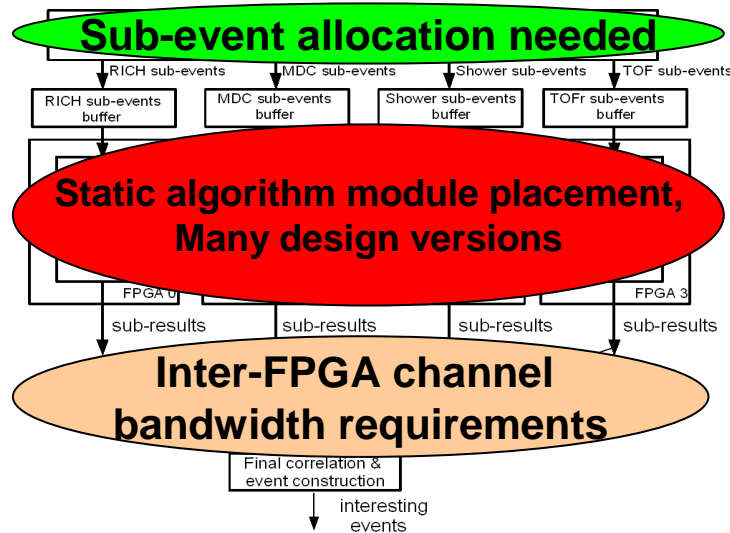 Sub-event allocation needed
RICH sub-events
MDC sub-events
Shower sub-events
TOF sub-events
RICH sub-events
buffer
MDC sub-events
buffer
Shower sub-events
buffer
TOFr sub-events
buffer
Static algorithm module placement,
Many design versions
FPGA 0
FPGA 3
sub-results
sub-results
sub-results
sub-results
Inter-FPGA channel
bandwidth requirements
Final correlation &
event construction
interesting
events